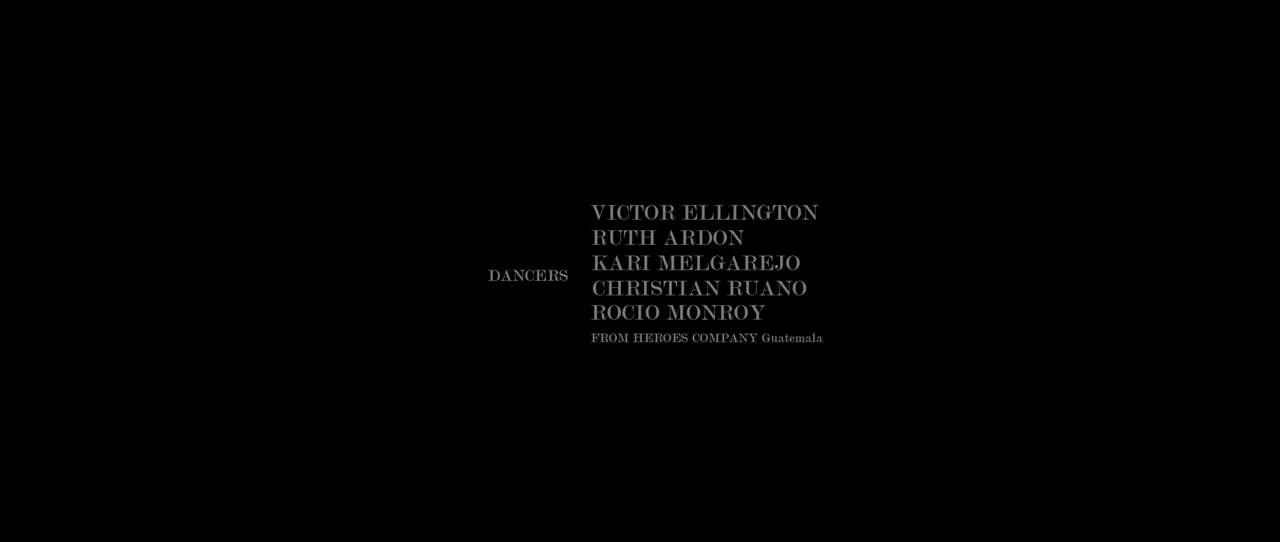 VICTOR ELLINGTON
RUTH ARDON
KARI MELGAREJO
DANCERS
CHRISTIAN RUANO
ROCIO MONROY
FROM HEROES COMPANY Guatemala